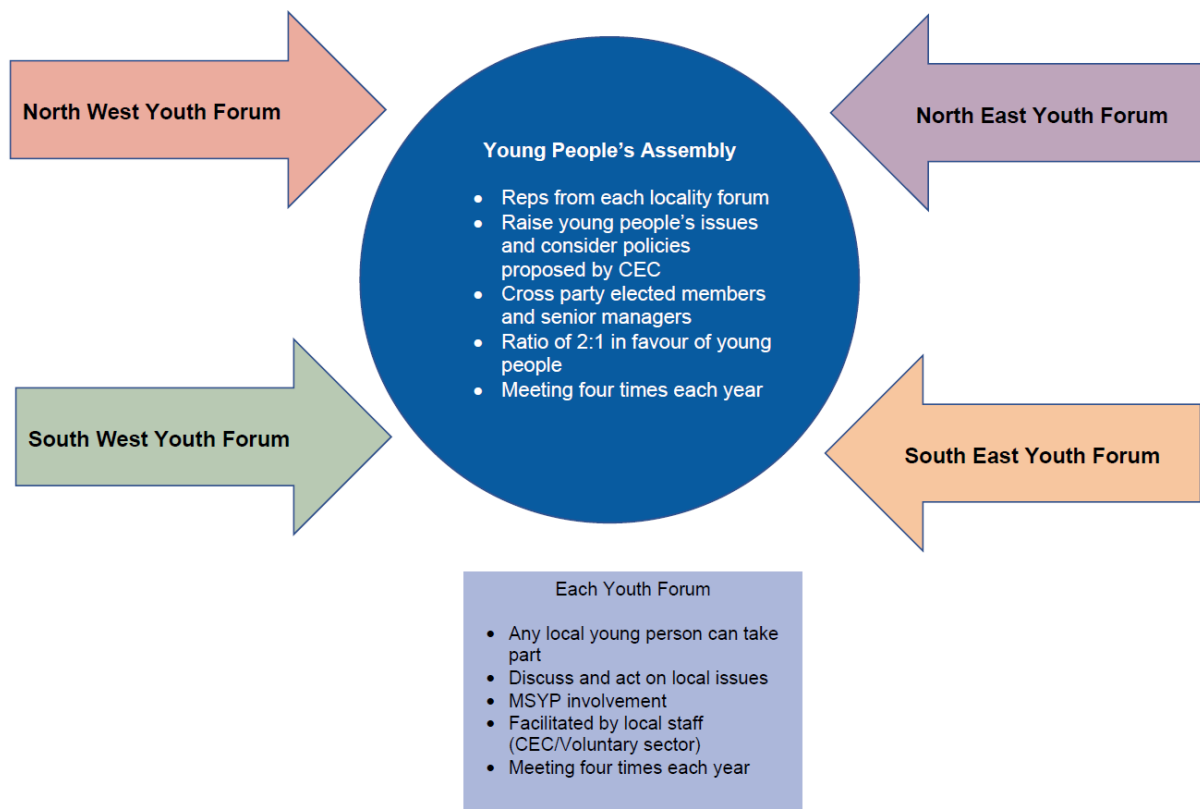 North West Youth Forum
North East Youth Forum
Young People’s Assembly
• Reps from each locality forum
• Raise young people’s issues
and consider policies
proposed by CEC
• Cross party elected members
and senior managers
• Ratio of 2:1 in favour of young
people
• Meeting four times each year
South West Youth Forum
South East Youth Forum
Each Youth Forum
• Any local young person can take
part
• Discuss and act on local issues
• MSYP involvement
• Facilitated by local staff
(CEC/Voluntary sector)
• Meeting four times each year